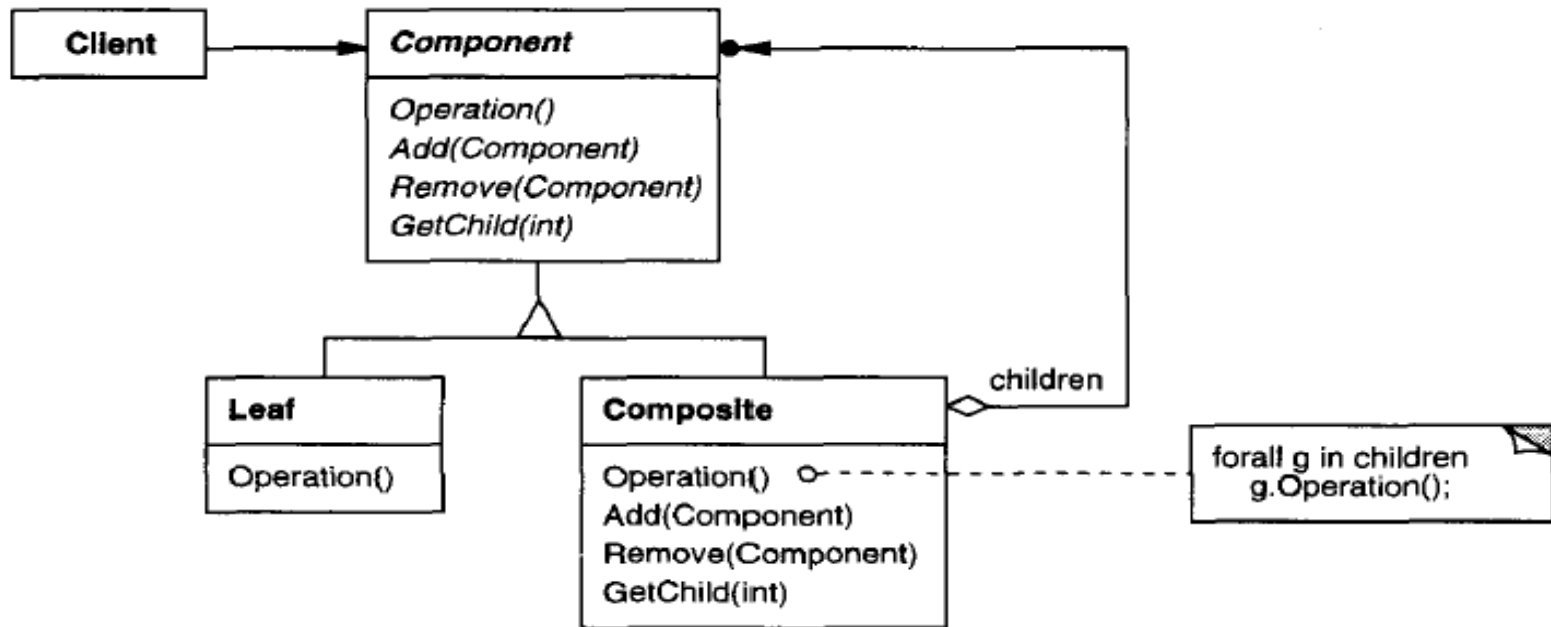 Client
Component
Operation()
Add(Component)
Remove(Component)
GetChild(int)
Leaf
Operation()
Composite
Operation()
Add(Component)
Remove(Component)
GetChild(int)
children
forall g in children
g.Operation();